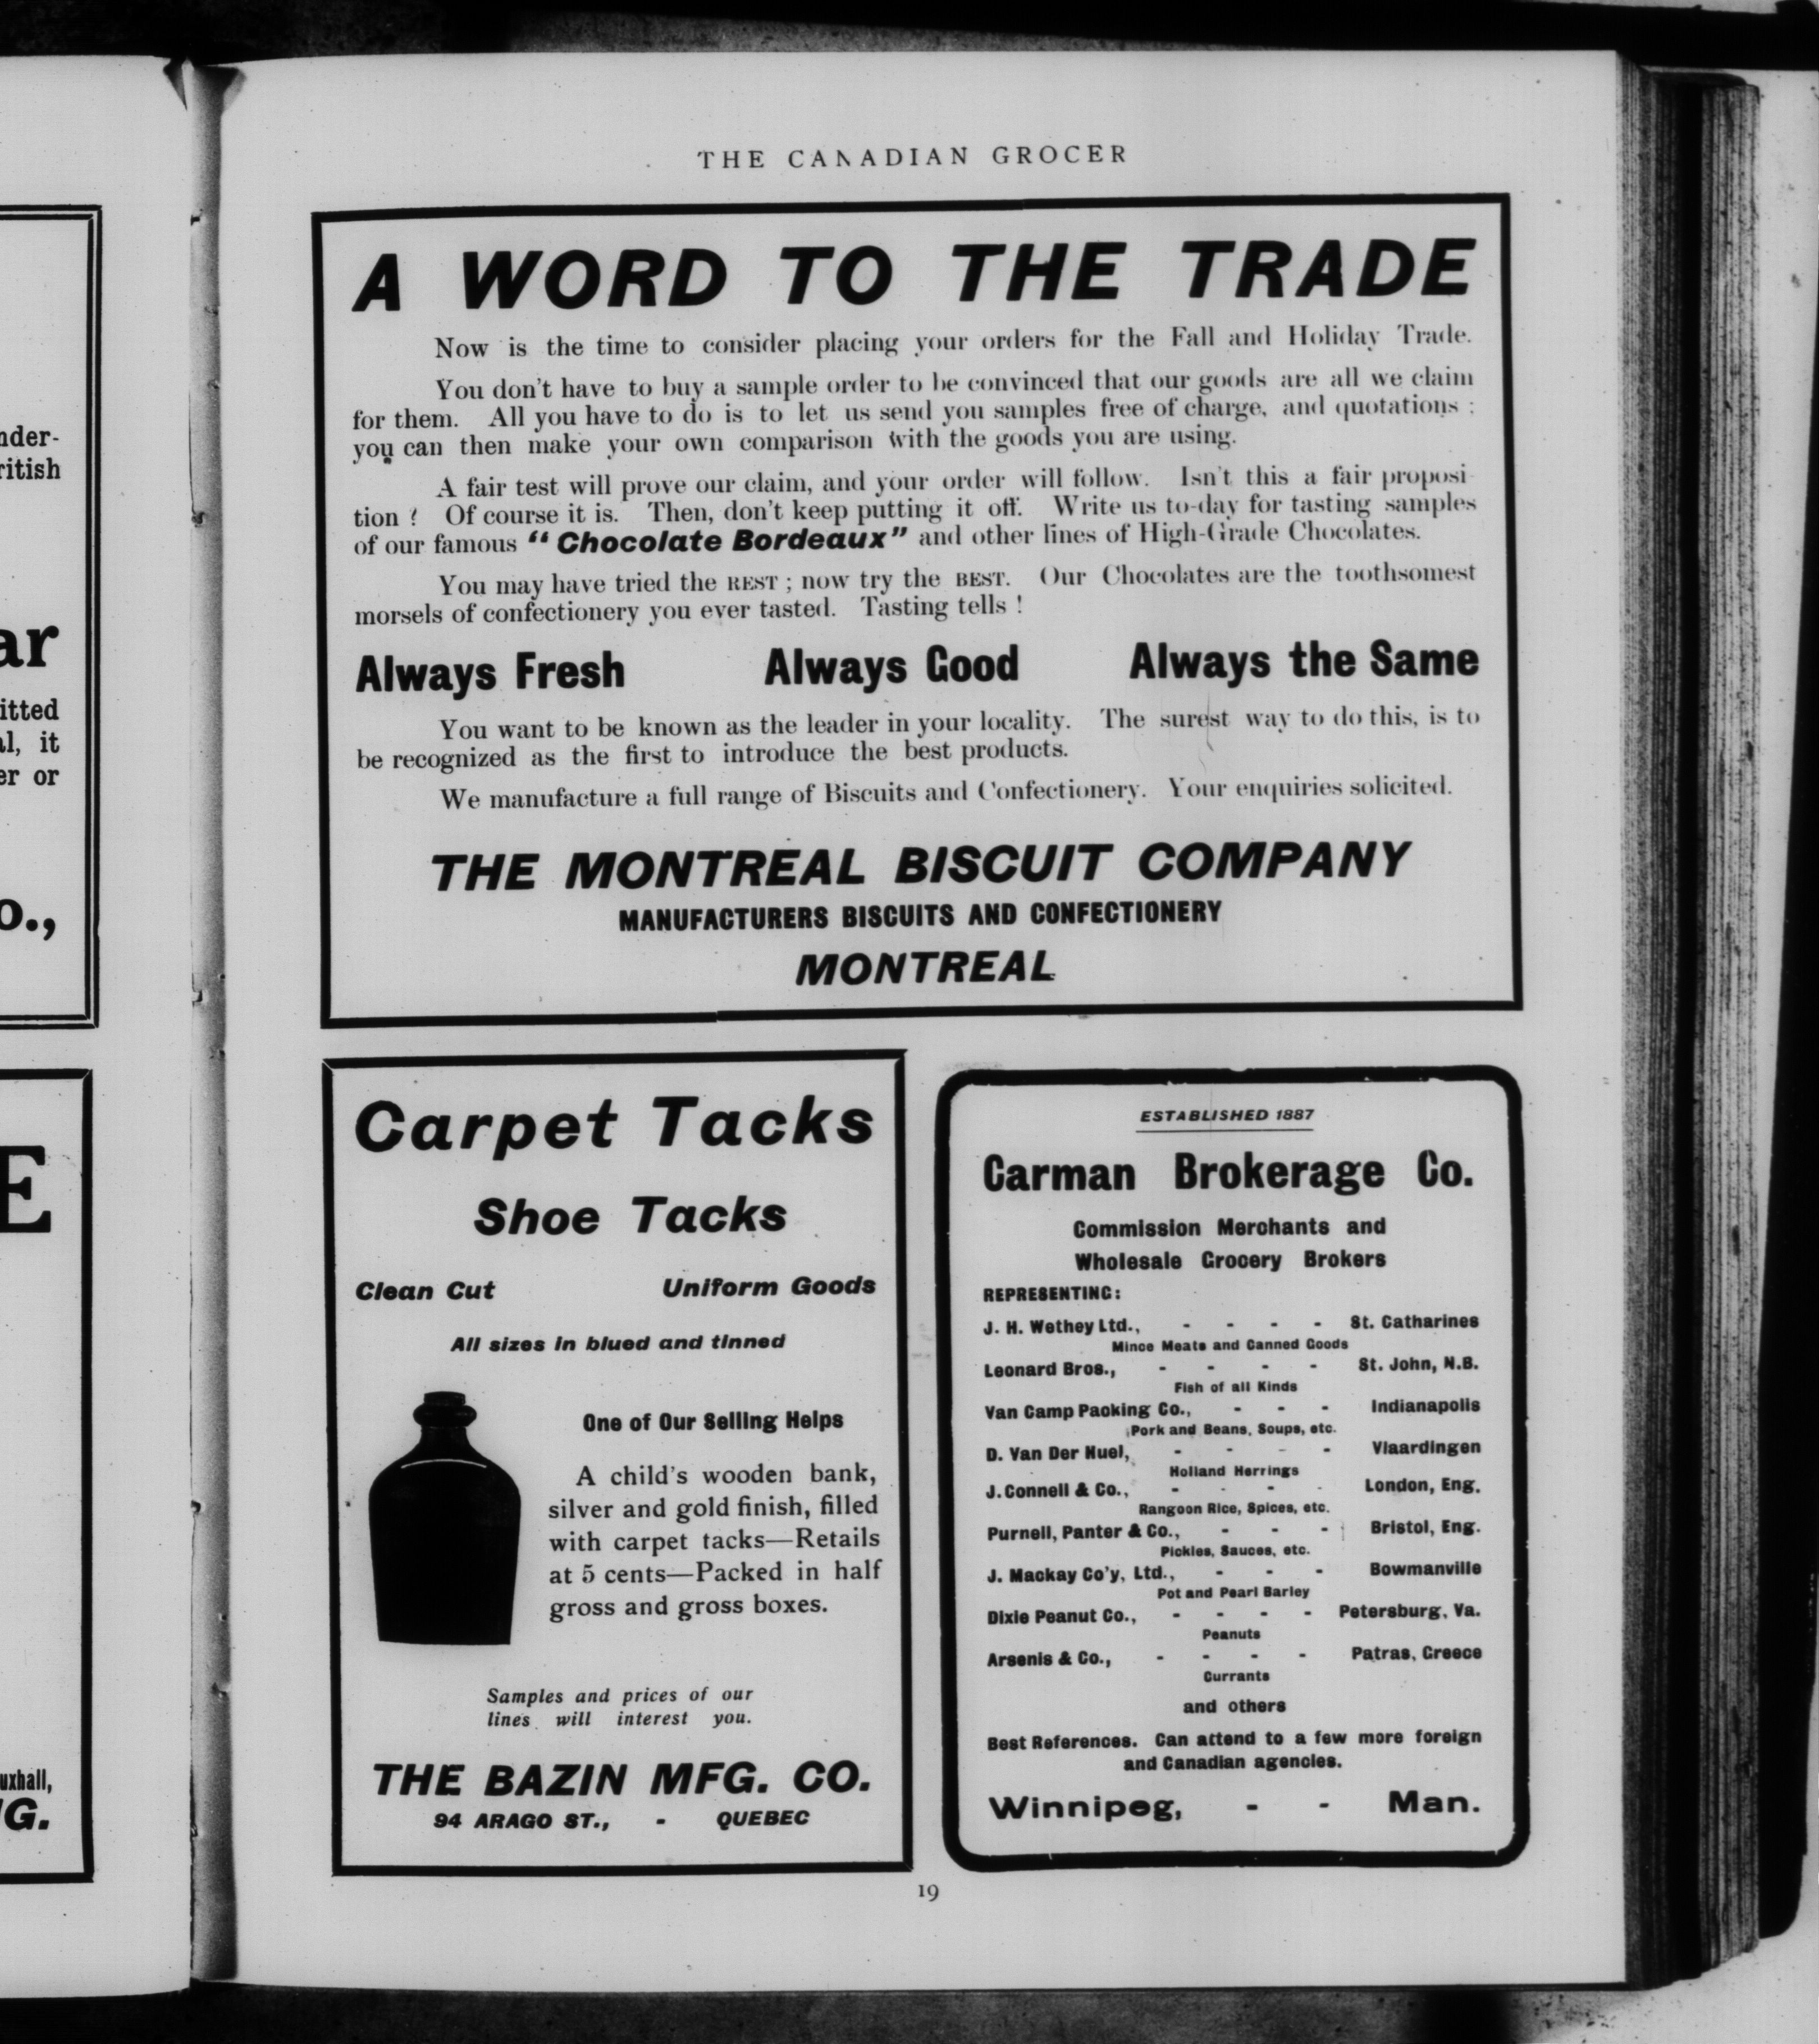 THE CANADIAN GROCER
A WORD TO THE TRADE
Now is the time to consider placing your orders for the Fall and Holiday Trade.
You don't have to buy a sample order to be convinced that our goods are all we claim
for them. All you have to do is to let us send you samples free of charge, and quotations :
you can then make your own comparison with the goods you are using.
A fair test will prove our claim, and your order will follow. Isn't this a fair proposi-
tion ? Of course it is. Then, don't keep putting it off. Write us to-day for tasting samples
of our famous "Chocolate Bordeaux" and other lines of High-Grade Chocolates.
You may have tried the REST ; now try the BEST. Our Chocolates are the toothsomest
morsels of confectionery you ever tasted. Tasting tells !
Always Fresh Always Good Always the Same
You want to be known as the leader in your locality. The surest way to do this, is to
be recognized as the first to introduce the best products.
We manufacture a full range of Biscuits and Confectionery. Your enquiries solicited.
THE MONTREAL BISCUIT COMPANY
MANUFACTURERS BISCUITS AND CONFECTIONERY
MONTREAL
Carpet Tacks
Shoe Tacks
Clean Cut Uniform Goods
All sizes in blued and tinned
One of Our Selling Helps
A child's wooden bank,
silver and gold finish, filled
with carpet tacks—Retails
at 5 cents—Packed in half
gross and gross boxes.
Samples and prices of our
lines will interest you.
THE BAZIN MFG. CO.
94 ARAGO ST., - QUEBEC
ESTABLISHED 1887
Carman Brokerage Co.
Commission Merchants and
Wholesale Grocery Brokers
REPRESENTING:
J. H. Wethey Ltd., - - - - St. Catharines
Mince Meats and Canned Goods
Leonard Bros., - - - - St. John, N.B.
Fish of all Kinds
Van Camp Packing Co., - - - Indianapolis
Pork and Beans, Soups, etc.
D. Van Der Huel, - - - - Vlaardingen
Holland Herrings
J. Connell & Co., - - - - London, Eng.
Rangoon Rice, Spices, etc.
Purnell, Panter & Co., - - - Bristol, Eng.
Pickles, Sauces, etc.
J. Mackay Co'y, Ltd., - - - Bowmanville
Pot and Pearl Barley
Dixie Peanut Co., - - - - Petersburg, Va.
Peanuts
Arsenis & Co., - - - - Patras, Greece
Currants
and others
Best References. Can attend to a few more foreign
and Canadian agencies.
Winnipeg, - - Man.
19
nder-
ritish
ar
itted
al, it
er or
o.,
E
uxhall,
G.